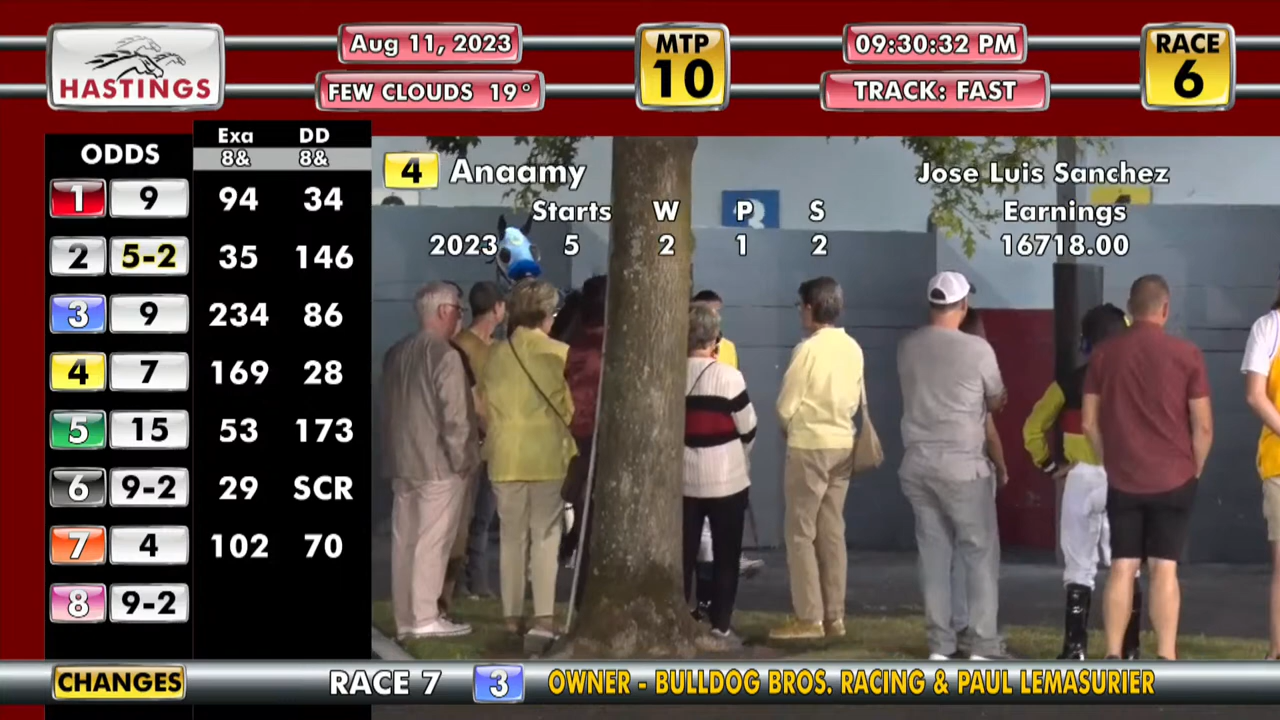 HASTINGS
Aug 11, 2023
FEW CLOUDS 19°
MTP
10
09:30:32 PM
TRACK: FAST
RACE
6
ODDS Exa DD
8& 8&
1 9 94 34
2 5-2 35 146
3 9 234 86
4 7 169 28
5 15 53 173
6 9-2 29 SCR
7 4 102 70
8 9-2
4 Anaamy Jose Luis Sanchez
Starts W P S Earnings
2023 5 2 1 2 16718.00
CHANGES RACE 7 3 OWNER - BULLDOG BROS. RACING & PAUL LEMASURIER